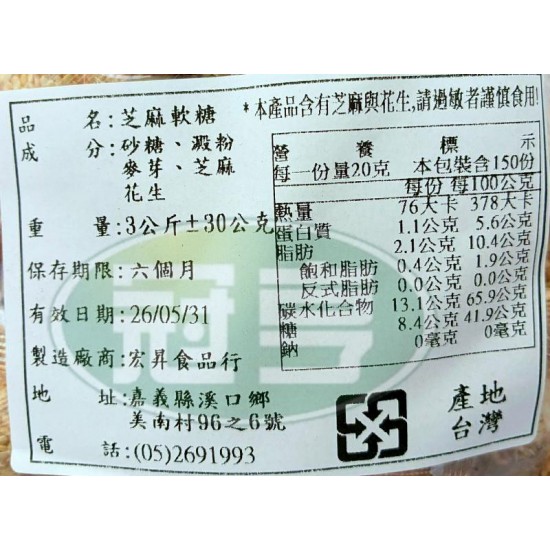 品名:芝麻軟糖
*本產品含有芝麻與花生,請過敏者謹慎食用!
成分:砂糖、澱粉
麥芽、芝麻
花生
重量:3公斤±30公克
保存期限:六個月
有效日期:26/05/31
製造廠商:宏昇食品行
地址:嘉義縣溪口鄉
美南村96之6號
電話:(05)2691993
營養標示
每一份量20克 本包裝含150份
每份 每100公克
熱量 76大卡 378大卡
蛋白質 1.1公克 5.6公克
脂肪 2.1公克 10.4公克
飽和脂肪 0.4公克 1.9公克
反式脂肪 0.0公克 0.0公克
碳水化合物 13.1公克 65.9公克
糖 8.4公克 41.9公克
鈉 0毫克 0毫克
產地
台灣